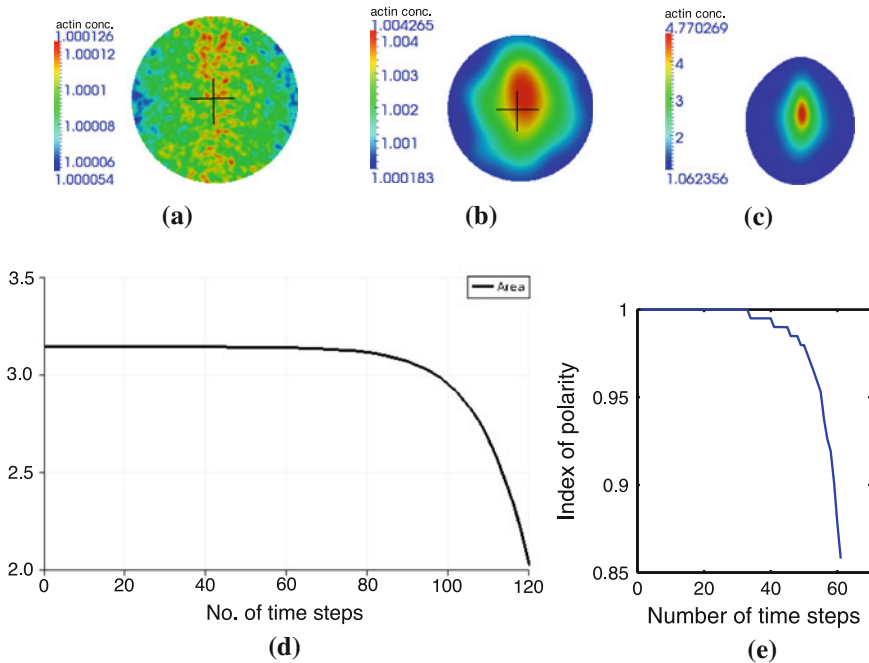 actin conc.
1.000126
1.00012
1.0001
1.00008
1.00006
1.000054
(a)
actin conc.
1.004265
1.004
1.003
1.002
1.001
1.000183
(b)
actin conc.
4.770269
4
3
2
1.062356
(c)
3.5
3.0
2.5
2.0
Area
0 20 40 60 80 100 120
No. of time steps
(d)
Index of polarity
1
0.95
0.9
0.85
0 20 40 60
Number of time steps
(e)